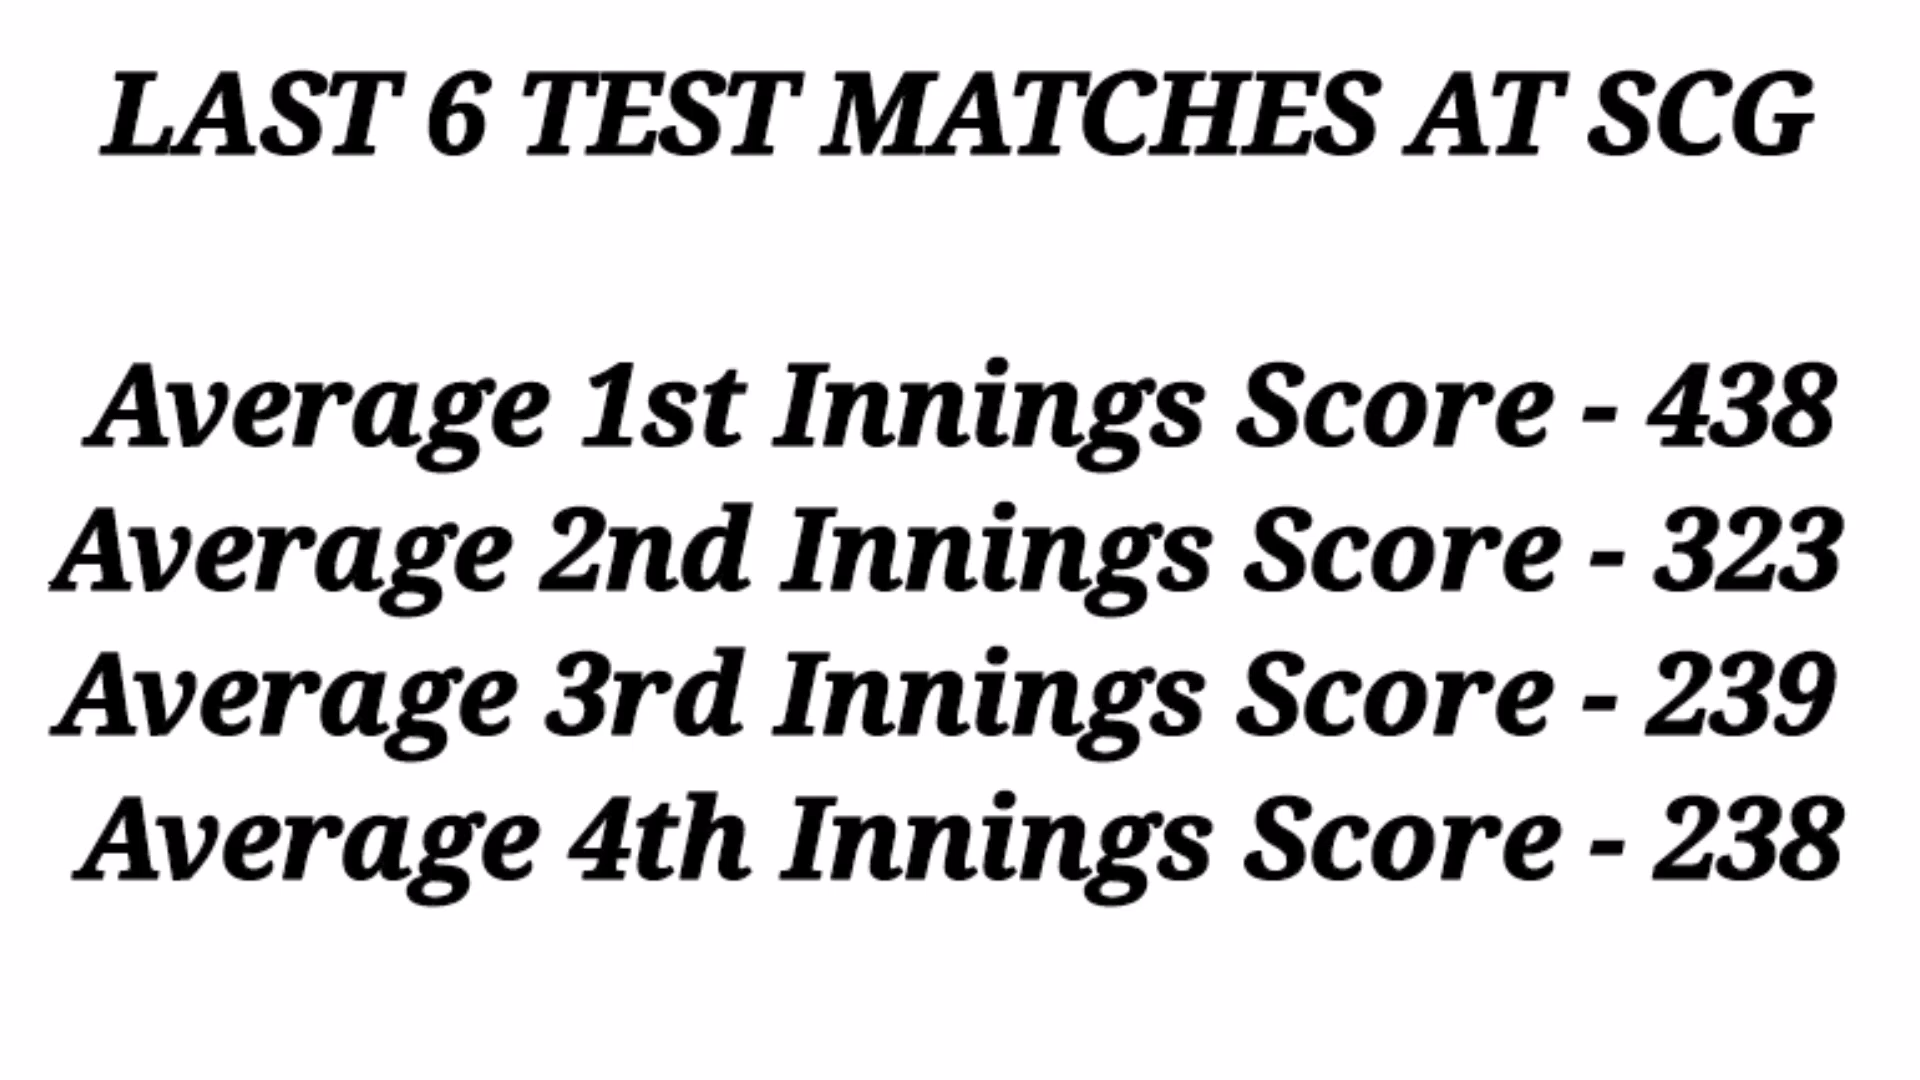 LAST 6 TEST MATCHES AT SCG
Average 1st Innings Score - 438
Average 2nd Innings Score - 323
Average 3rd Innings Score - 239
Average 4th Innings Score - 238